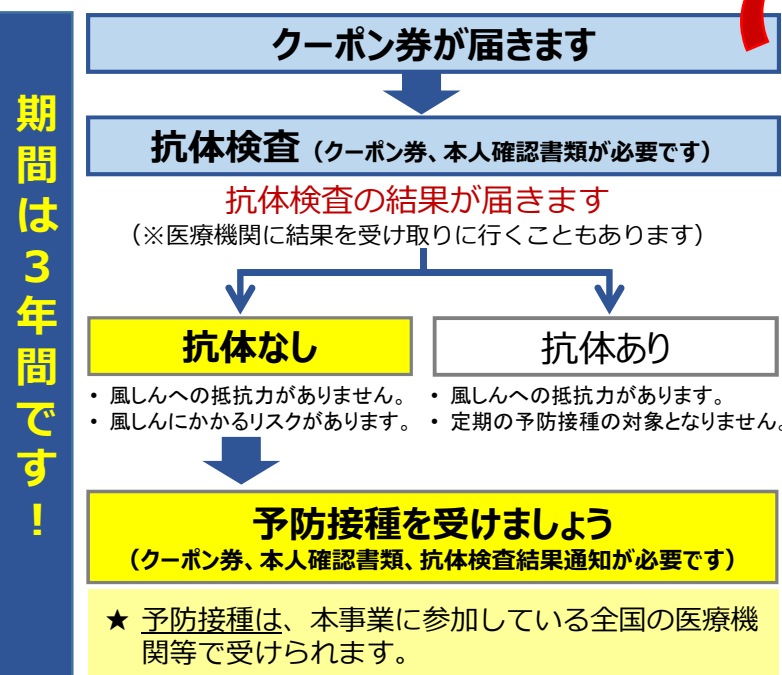 期間は3年間です!
クーポン券が届きます
抗体検査(クーポン券、本人確認書類が必要です)
抗体検査の結果が届きます
(※医療機関に結果を受け取りに行くこともあります)
抗体なし
・風しんへの抵抗力がありません。
・風しんにかかるリスクがあります。
抗体あり
・風しんへの抵抗力があります。
・定期の予防接種の対象となりません。
予防接種を受けましょう
(クーポン券、本人確認書類、抗体検査結果通知が必要です)
★ 予防接種は、本事業に参加している全国の医療機
関等で受けられます。